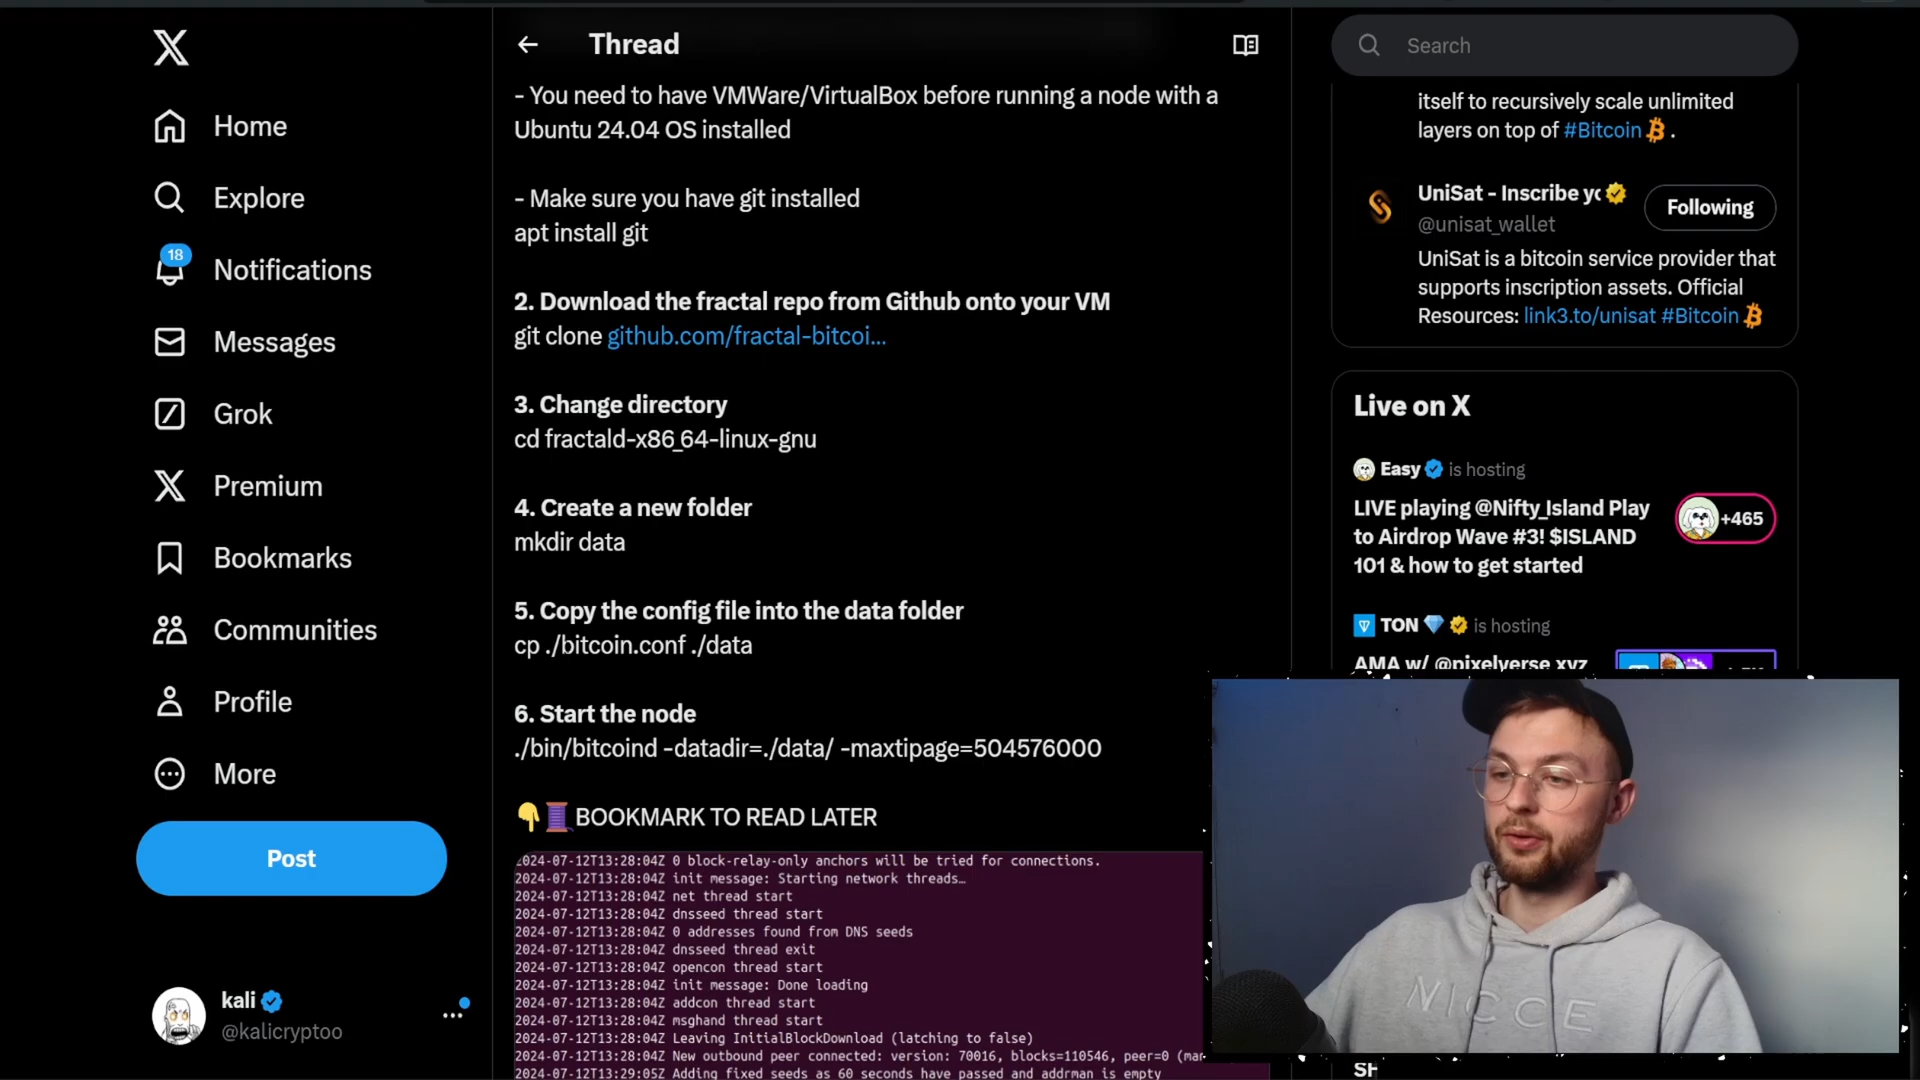 Home
Explore
18
Notifications
Messages
Grok
Premium
Bookmarks
Communities
Profile
More
Post
kali
@kalicryptoo
Thread
- You need to have VMWare/VirtualBox before running a node with a
Ubuntu 24.04 OS installed
- Make sure you have git installed
apt install git
2. Download the fractal repo from Github onto your VM
git clone github.com/fractal-bitcoi...
3. Change directory
cd fractald-x86_64-linux-gnu
4. Create a new folder
mkdir data
5. Copy the config file into the data folder
cp ./bitcoin.conf ./data
6. Start the node
./bin/bitcoind -datadir=./data/ -maxtipage=504576000
👇🧵 BOOKMARK TO READ LATER
2024-07-12T13:28:04Z 0 block-relay-only anchors will be tried for connections.
2024-07-12T13:28:04Z init message: Starting network threads…
2024-07-12T13:28:04Z net thread start
2024-07-12T13:28:04Z dnsseed thread start
2024-07-12T13:28:04Z 0 addresses found from DNS seeds
2024-07-12T13:28:04Z dnsseed thread exit
2024-07-12T13:28:04Z opencon thread start
2024-07-12T13:28:04Z init message: Done loading
2024-07-12T13:28:04Z addcon thread start
2024-07-12T13:28:04Z msghand thread start
2024-07-12T13:28:04Z Leaving InitialBlockDownload (latching to false)
2024-07-12T13:28:04Z New outbound peer connected: version: 70016, blocks=110546, peer=0
2024-07-12T13:29:05Z Adding fixed seeds as 60 seconds have passed and addrman is empty
Search
itself to recursively scale unlimited
layers on top of #Bitcoin .
UniSat - Inscribe yo
@unisat_wallet
Following
UniSat is a bitcoin service provider that
supports inscription assets. Official
Resources: link3.to/unisat #Bitcoin
Live on X
Easy is hosting
LIVE playing @Nifty_Island Play
to Airdrop Wave #3! $ISLAND
101 & how to get started
+465
TON 💎 is hosting
AMA w/ @pixelverse_xyz
NICCE